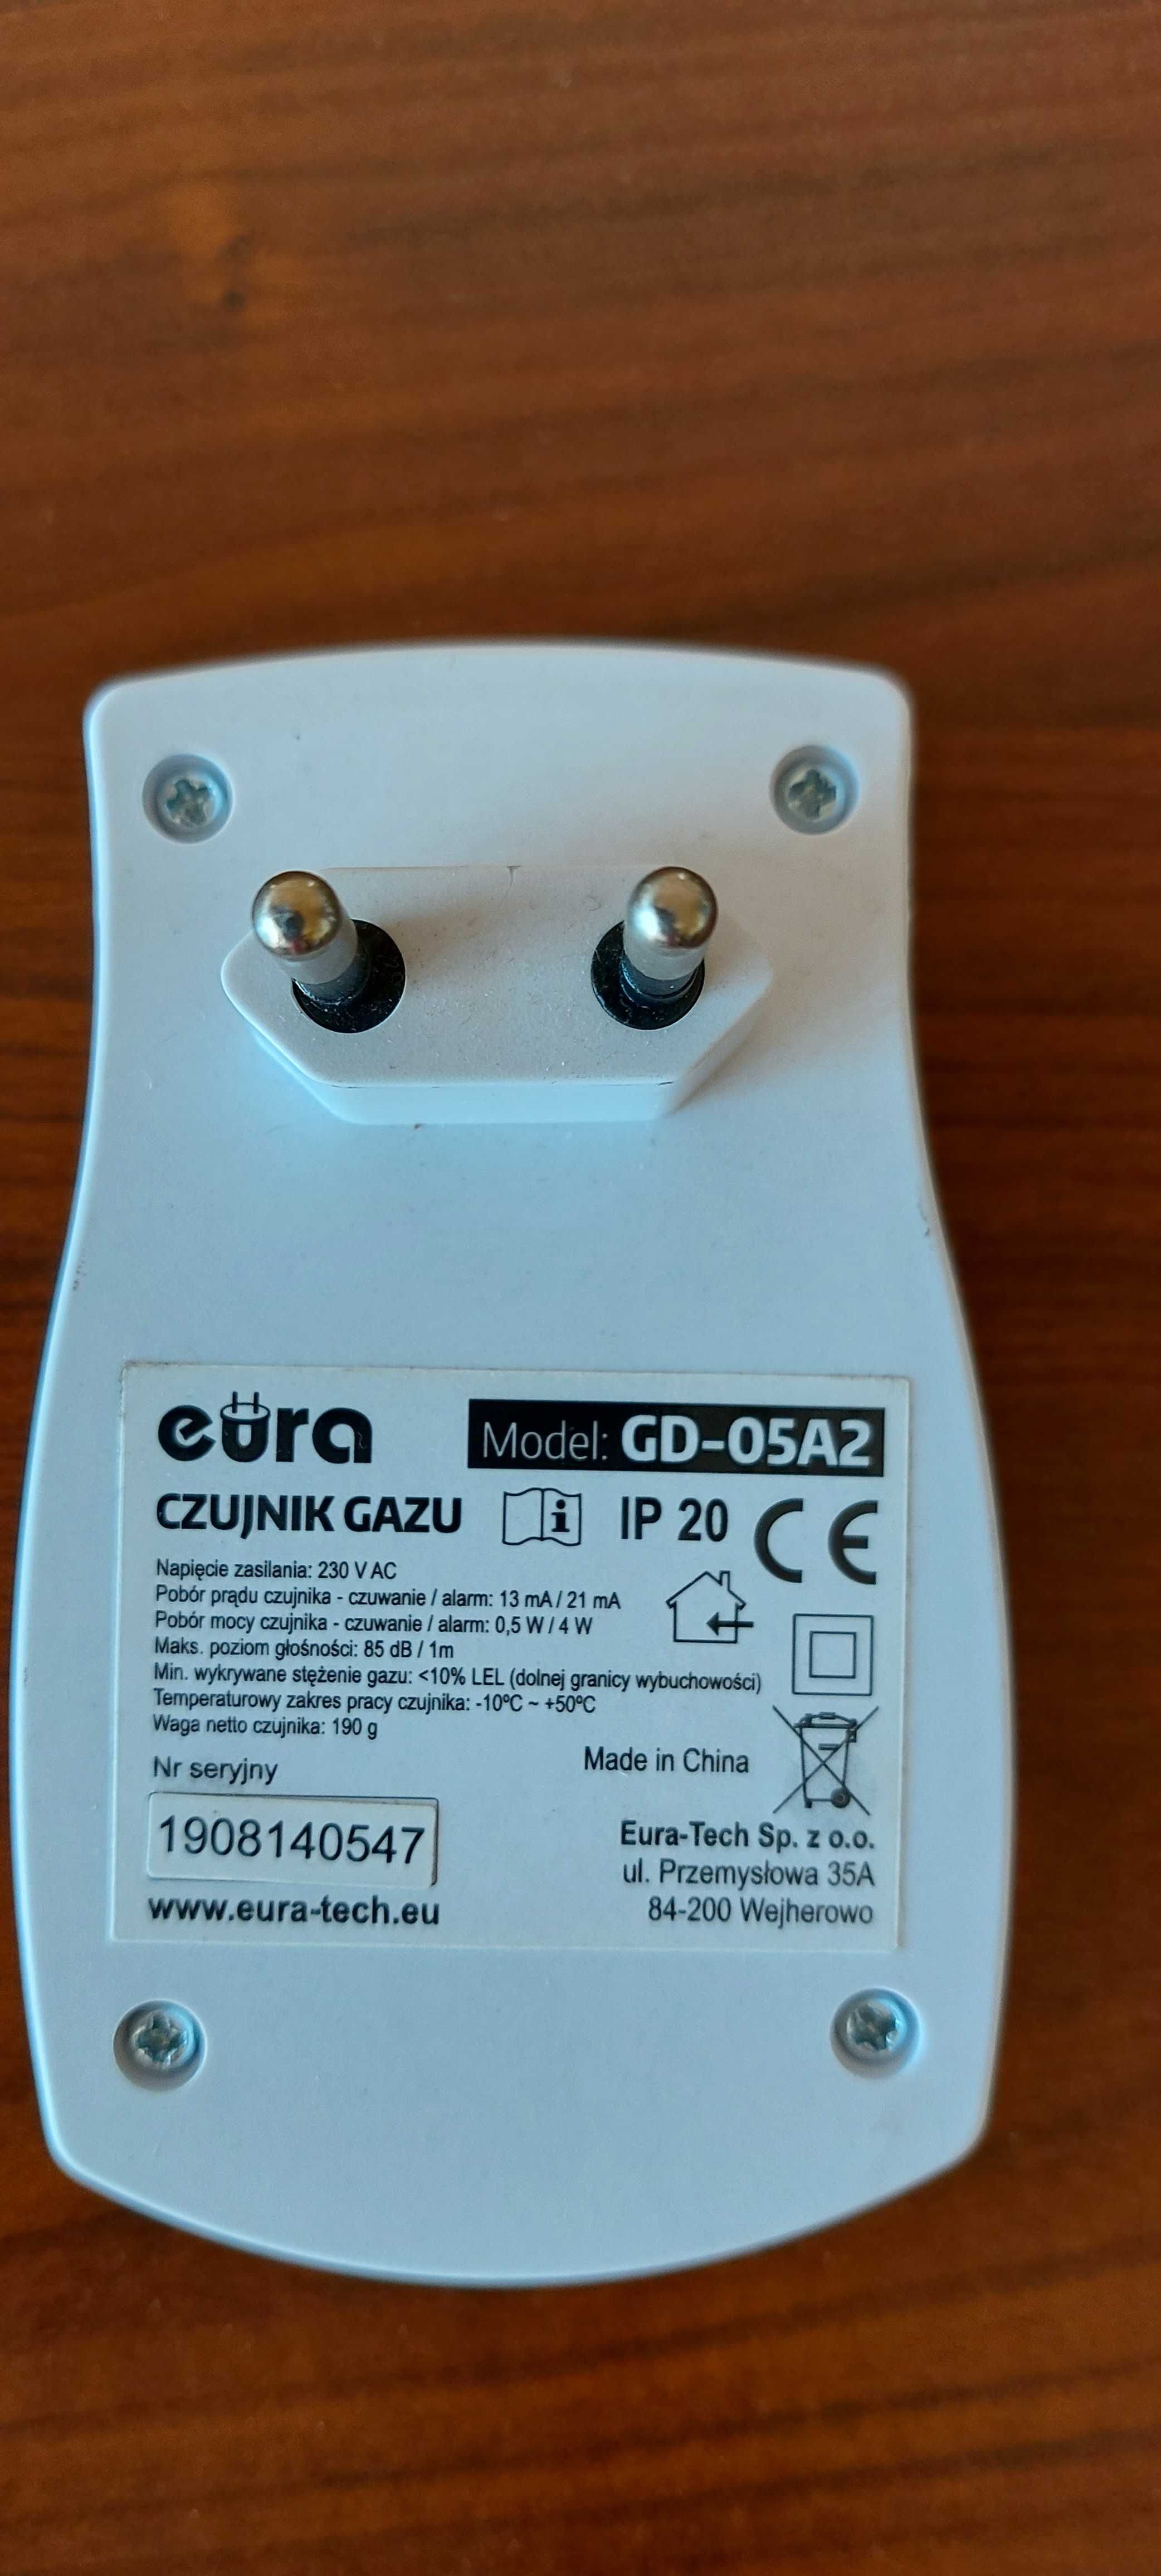 eura
Model: GD-05A2
CZUJNIK GAZU
IP 20
CE
Napięcie zasilania: 230 V AC
Pobór prądu czujnika - czuwanie / alarm: 13 mA / 21 mA
Pobór mocy czujnika - czuwanie / alarm: 0,5 W / 4 W
Maks. poziom głośności: 85 dB / 1m
Min. wykrywane stężenie gazu: <10% LEL (dolnej granicy wybuchowości)
Temperaturowy zakres pracy czujnika: -10ºC ~ +50ºC
Waga netto czujnika: 190 g
Nr seryjny
1908140547
www.eura-tech.eu
Made in China
Eura-Tech Sp. z o.o.
ul. Przemysłowa 35A
84-200 Wejherowo